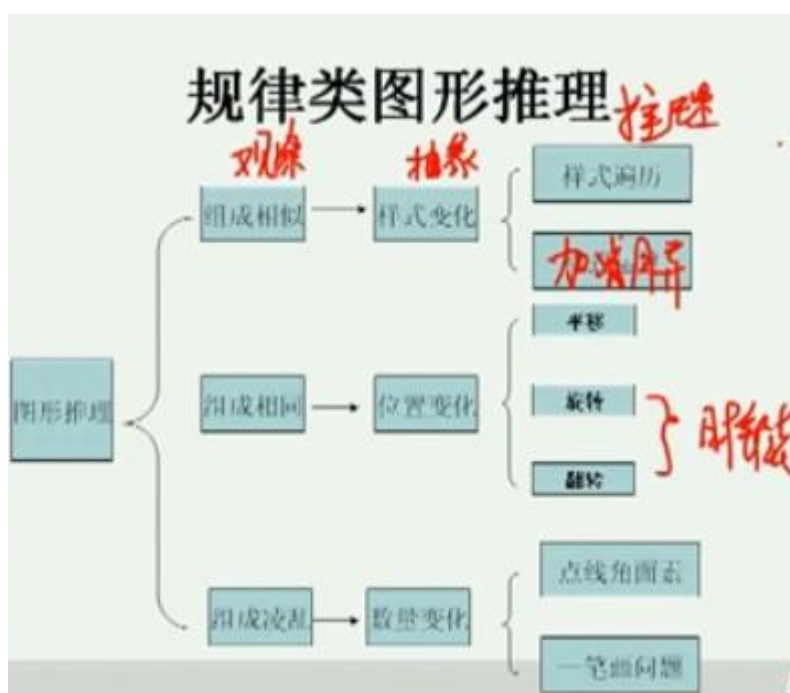 规律类图形推理
推理
观察
抽象
样式遍历
组成相似
样式变化
加减同异
平移
图形推理
组成相同
位置变化
旋转
翻转
点线角面素
组成凌乱
数量变化
一笔画问题